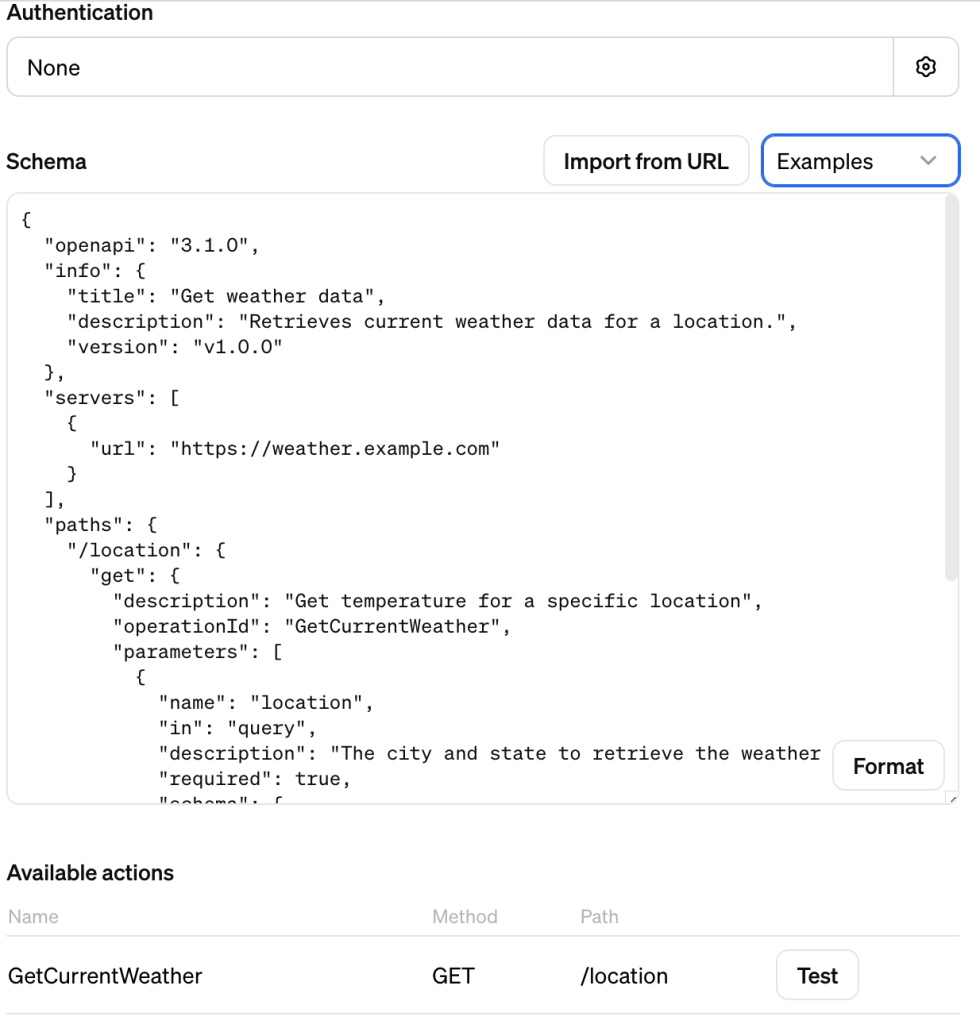 Authentication
None
Schema
Import from URL
Examples
{
  "openapi": "3.1.0",
  "info": {
    "title": "Get weather data",
    "description": "Retrieves current weather data for a location.",
    "version": "v1.0.0"
  },
  "servers": [
    {
      "url": "https://weather.example.com"
    }
  ],
  "paths": {
    "/location": {
      "get": {
        "description": "Get temperature for a specific location",
        "operationId": "GetCurrentWeather",
        "parameters": [
          {
            "name": "location",
            "in": "query",
            "description": "The city and state to retrieve the weather
            "required": true,
            "schema": {
Format
Available actions
Name Method Path
GetCurrentWeather GET /location Test